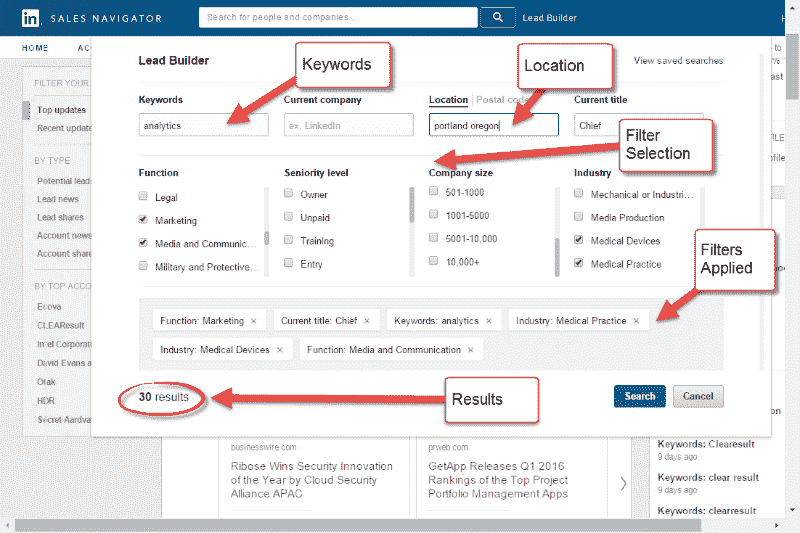 in SALES NAVIGATOR
Search for people and companies...
Lead Builder
HOME
Lead Builder
View saved searches
Keywords
Location
Keywords
Current company
Location
Postal code
Current title
analytics
ex. LinkedIn
portland oregon
Chief
Filter
Selection
Function
Seniority level
Company size
Industry
Legal
Marketing
Media and Communic...
Military and Protective...
Owner
Unpaid
Training
Entry
501-1000
1001-5000
5001-10,000
10,000+
Mechanical or Industri...
Media Production
Medical Devices
Medical Practice
Filters
Applied
Function: Marketing ×
Current title: Chief ×
Keywords: analytics ×
Industry: Medical Practice ×
Industry: Medical Devices ×
Function: Media and Communication ×
30 results
Results
Search
Cancel
FILTER YOUR
Top updates
Recent update
BY TYPE
Potential lead
Lead news
Lead shares
Account news
Account share
BY TOP ACCO
Ecova
CLEAResult
Intel Corporat
David Evans a
Otak
HDR
Secret Aardva
businesswire.com
Ribose Wins Security Innovation
of the Year by Cloud Security
Alliance APAC
prweb.com
GetApp Releases Q1 2016
Rankings of the Top Project
Portfolio Management Apps
Keywords: Clearesult
9 days ago
Keywords: clear result
9 days ago
Keywords: clearesult